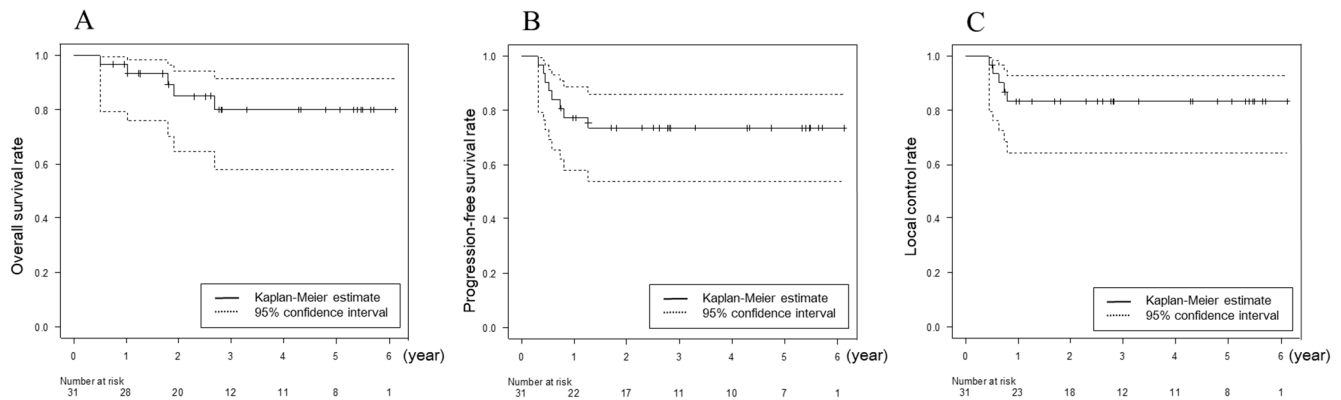 A
Overall survival rate
1.0
0.8
0.6
0.4
0.2
0.0
Kaplan-Meier estimate
95% confidence interval
0 1 2 3 4 5 6 (year)
Number at risk
31 28 20 12 11 8 1
B
Progression-free survival rate
1.0
0.8
0.6
0.4
0.2
0.0
Kaplan-Meier estimate
95% confidence interval
0 1 2 3 4 5 6 (year)
Number at risk
31 22 17 11 10 7 1
C
Local control rate
1.0
0.8
0.6
0.4
0.2
0.0
Kaplan-Meier estimate
95% confidence interval
0 1 2 3 4 5 6 (year)
Number at risk
31 23 18 12 11 8 1